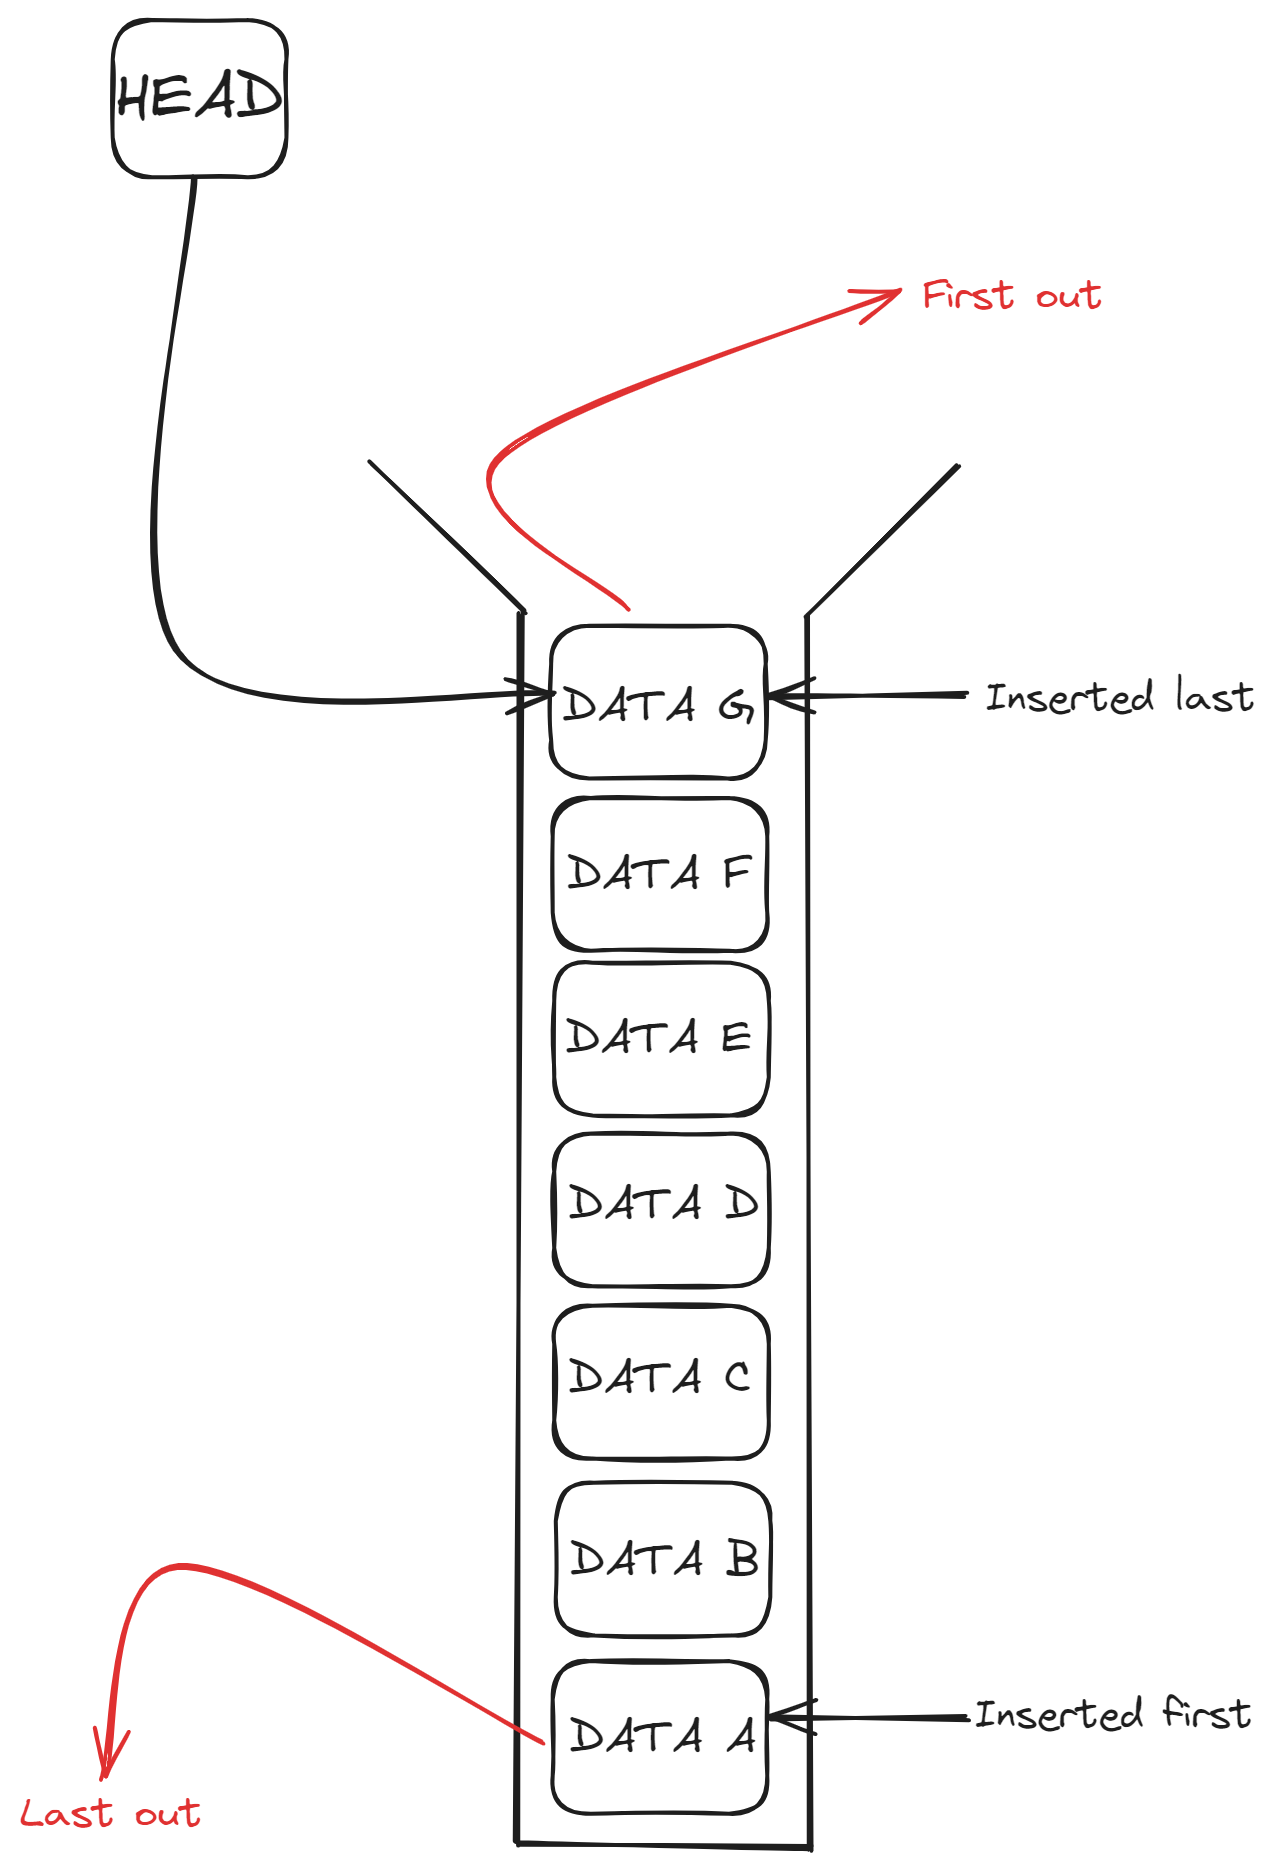 HEAD
First out
DATA G
Inserted last
DATA F
DATA E
DATA D
DATA C
DATA B
DATA A
Inserted first
Last out